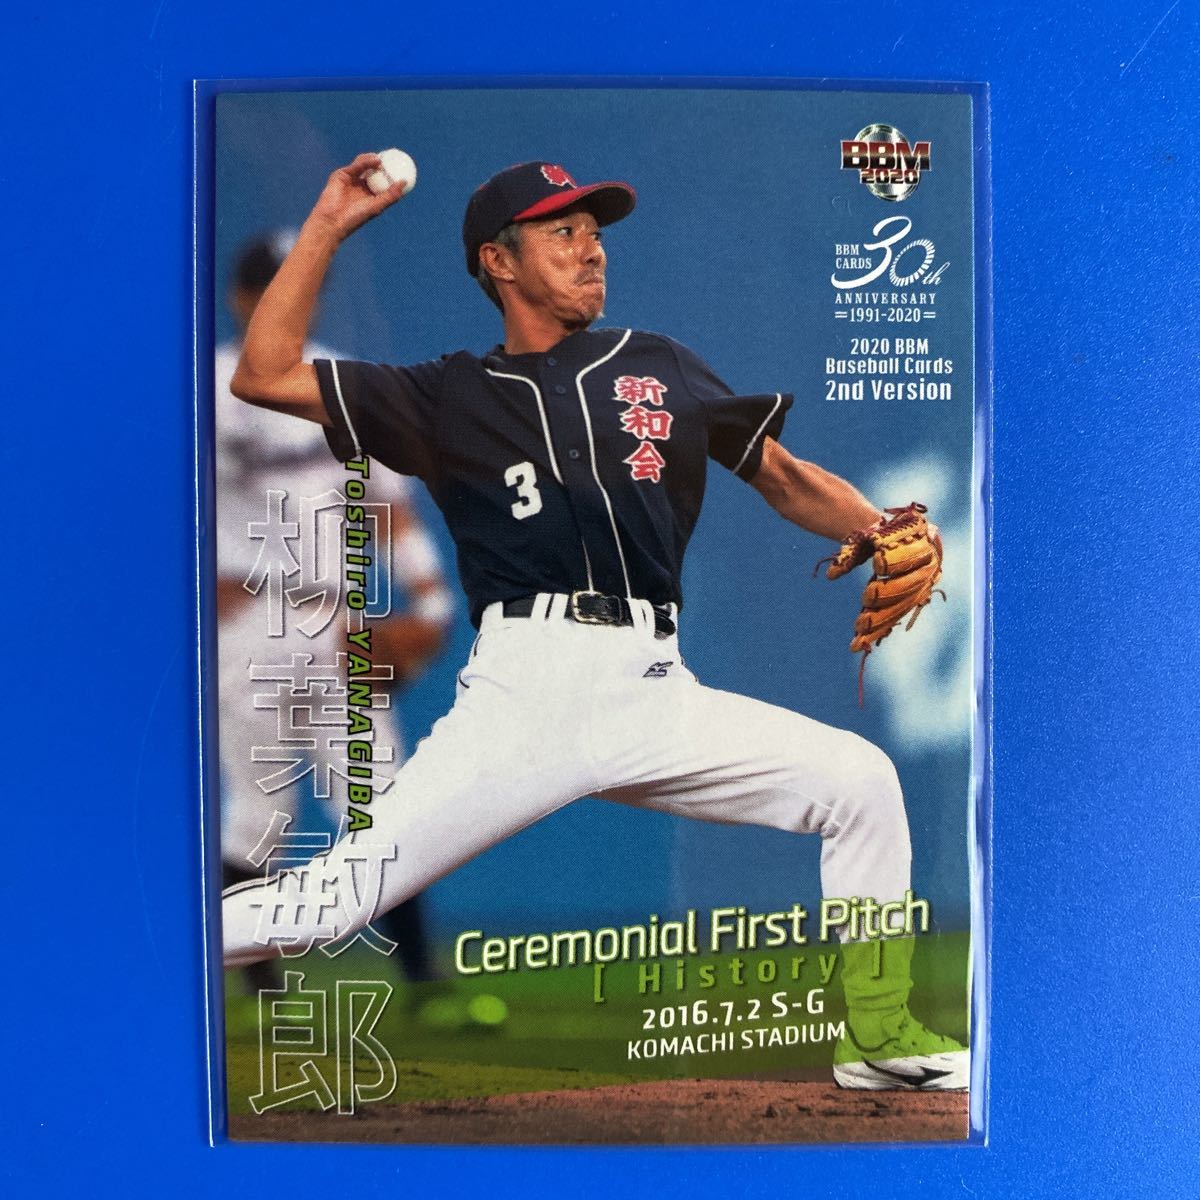 BBM
2020
BBM
CARDS
30th
ANNIVERSARY
=1991-2020=
2020 BBM
Baseball Cards
2nd Version
新和会
3
Toshiro YANAGIBA
柳葉敏郎
Ceremonial First Pitch
[ History ]
2016.7.2 S-G
KOMACHI STADIUM